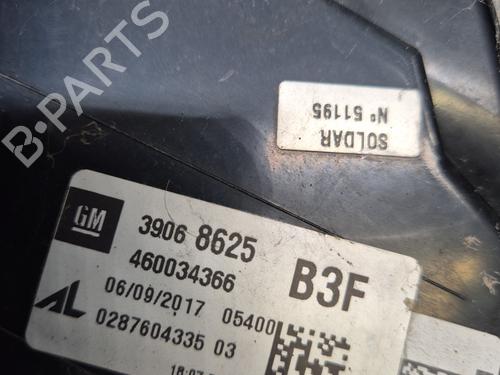 B-PARTS
SOLDAR
Nº 51195
GM
3906 8625
460034366
B3F
06/09/2017 05400
AL
0287604335 03